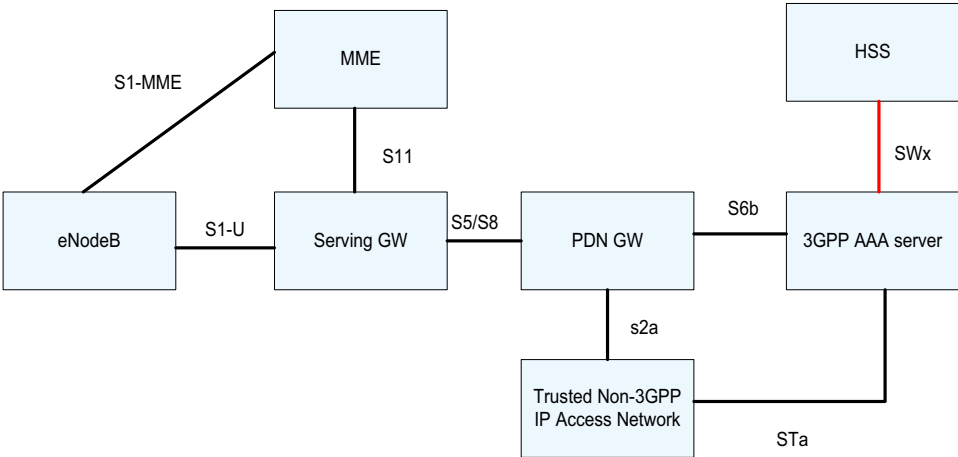 MME
HSS
S1-MME
S11
SWx
eNodeB
S1-U
Serving GW
S5/S8
PDN GW
S6b
3GPP AAA server
s2a
Trusted Non-3GPP
IP Access Network
STa